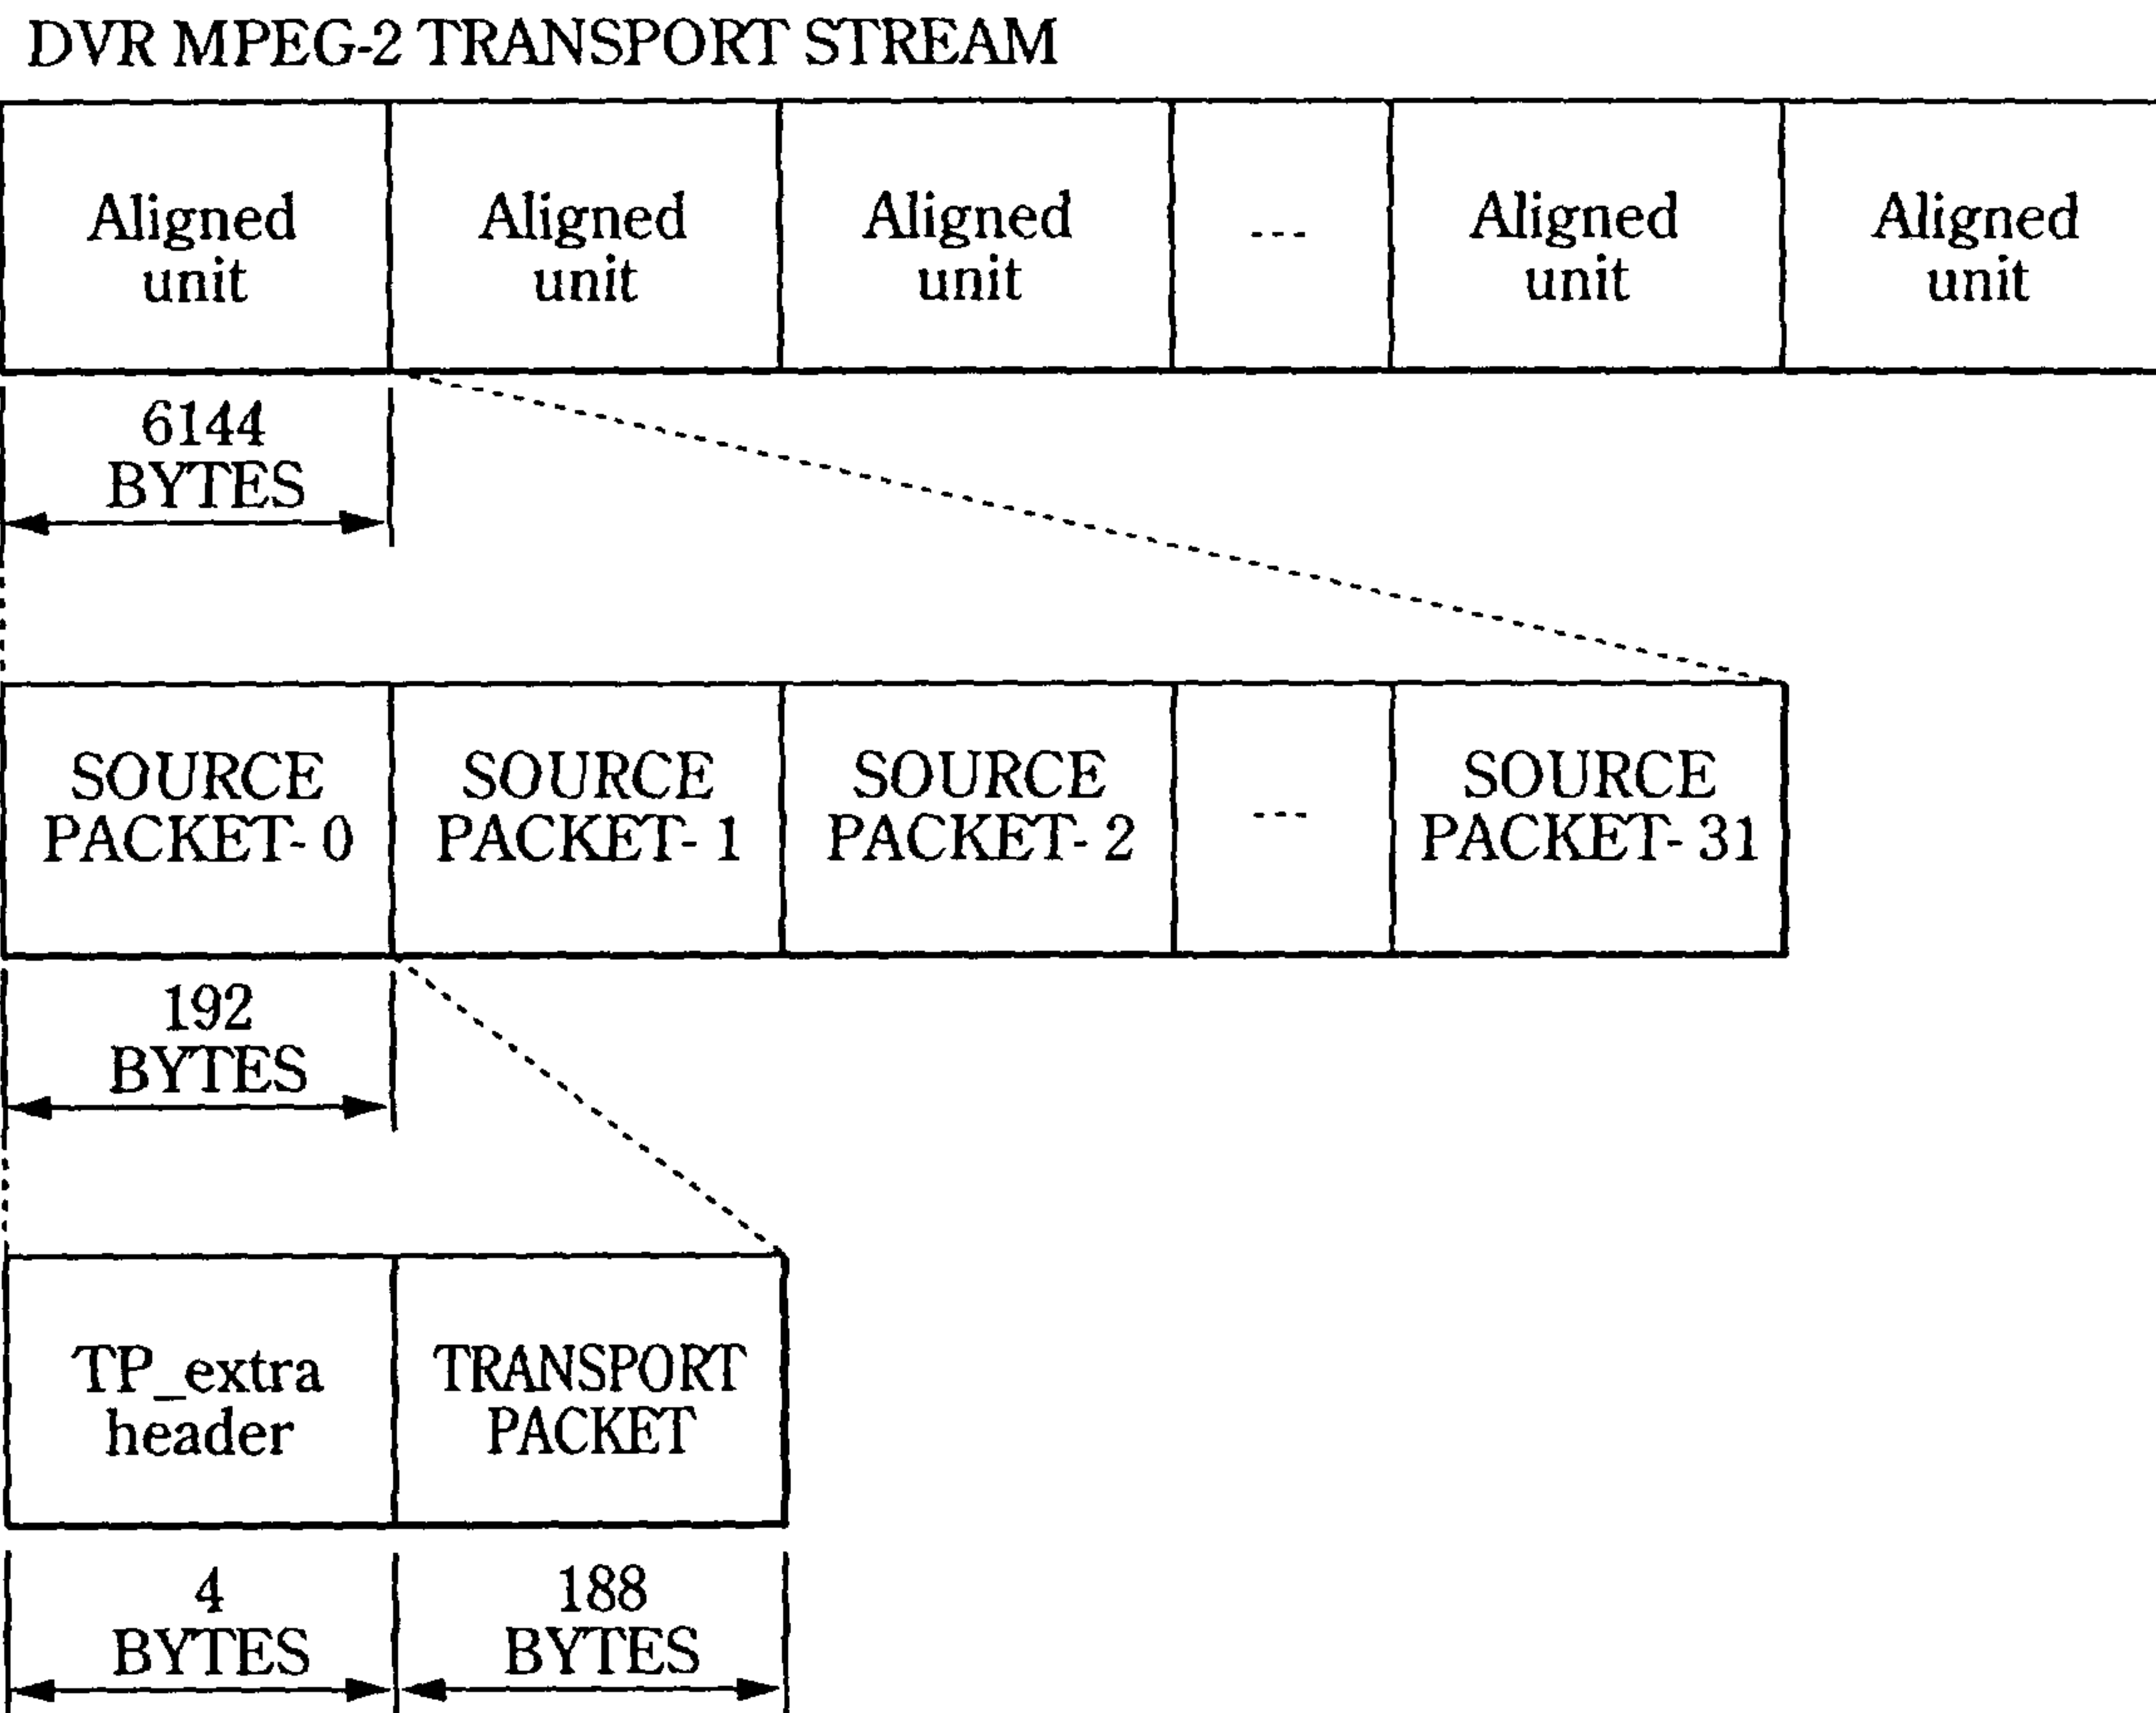 DVR MPEG-2 TRANSPORT STREAM
Aligned
unit
Aligned
unit
Aligned
unit
---
Aligned
unit
Aligned
unit
6144
BYTES
SOURCE
PACKET- 0
SOURCE
PACKET- 1
SOURCE
PACKET- 2
---
SOURCE
PACKET- 31
192
BYTES
TP_extra
header
TRANSPORT
PACKET
4
BYTES
188
BYTES